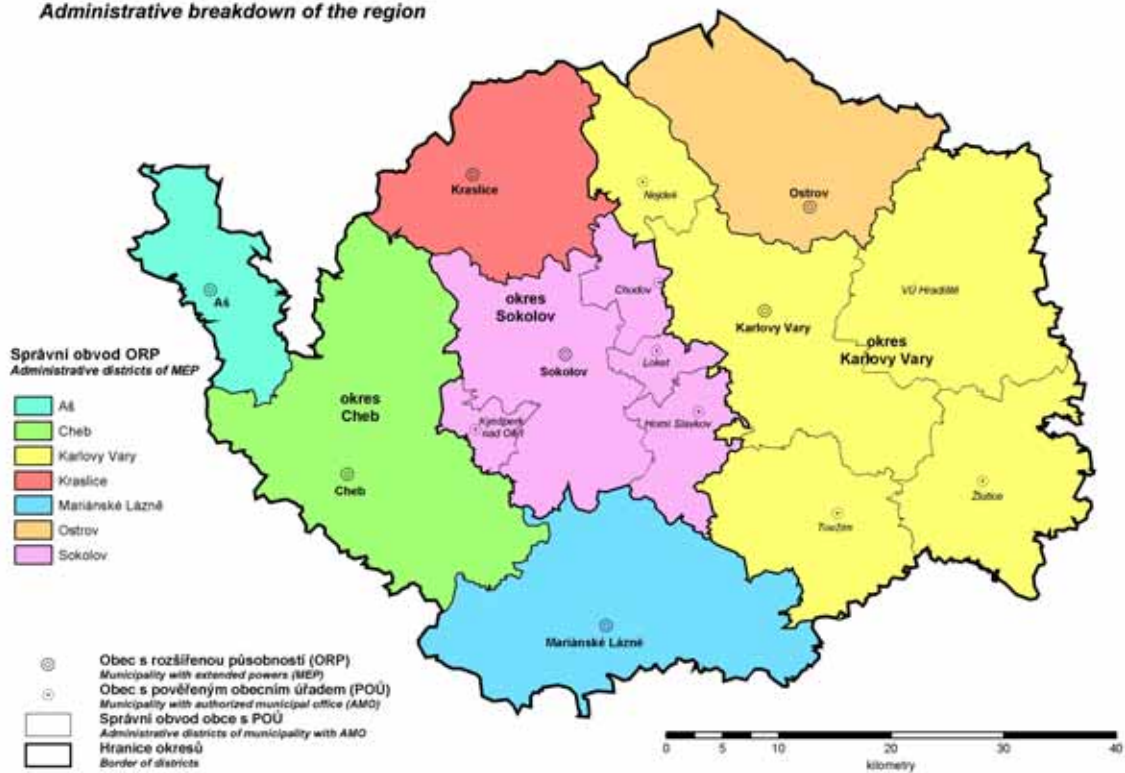 Administrative breakdown of the region
Kraslice
Nejdek
Ostrov
Aš
Chodov
VÚ Hradiště
okres
Sokolov
Karlovy Vary
okres
Karlovy Vary
Loket
Sokolov
okres
Cheb
Kynšperk
nad Ohří
Horní Slavkov
Cheb
Žlutice
Toužim
Mariánské Lázně
Správní obvod ORP
Administrative districts of MEP
Aš
Cheb
Karlovy Vary
Kraslice
Mariánské Lázně
Ostrov
Sokolov
Obec s rozšířenou působností (ORP)
Municipality with extended powers (MEP)
Obec s pověřeným obecním úřadem (POÚ)
Municipality with authorized municipal office (AMO)
Správní obvod obce s POÚ
Administrative districts of municipality with AMO
Hranice okresů
Border of districts
0 5 10 20 30 40
kilometry